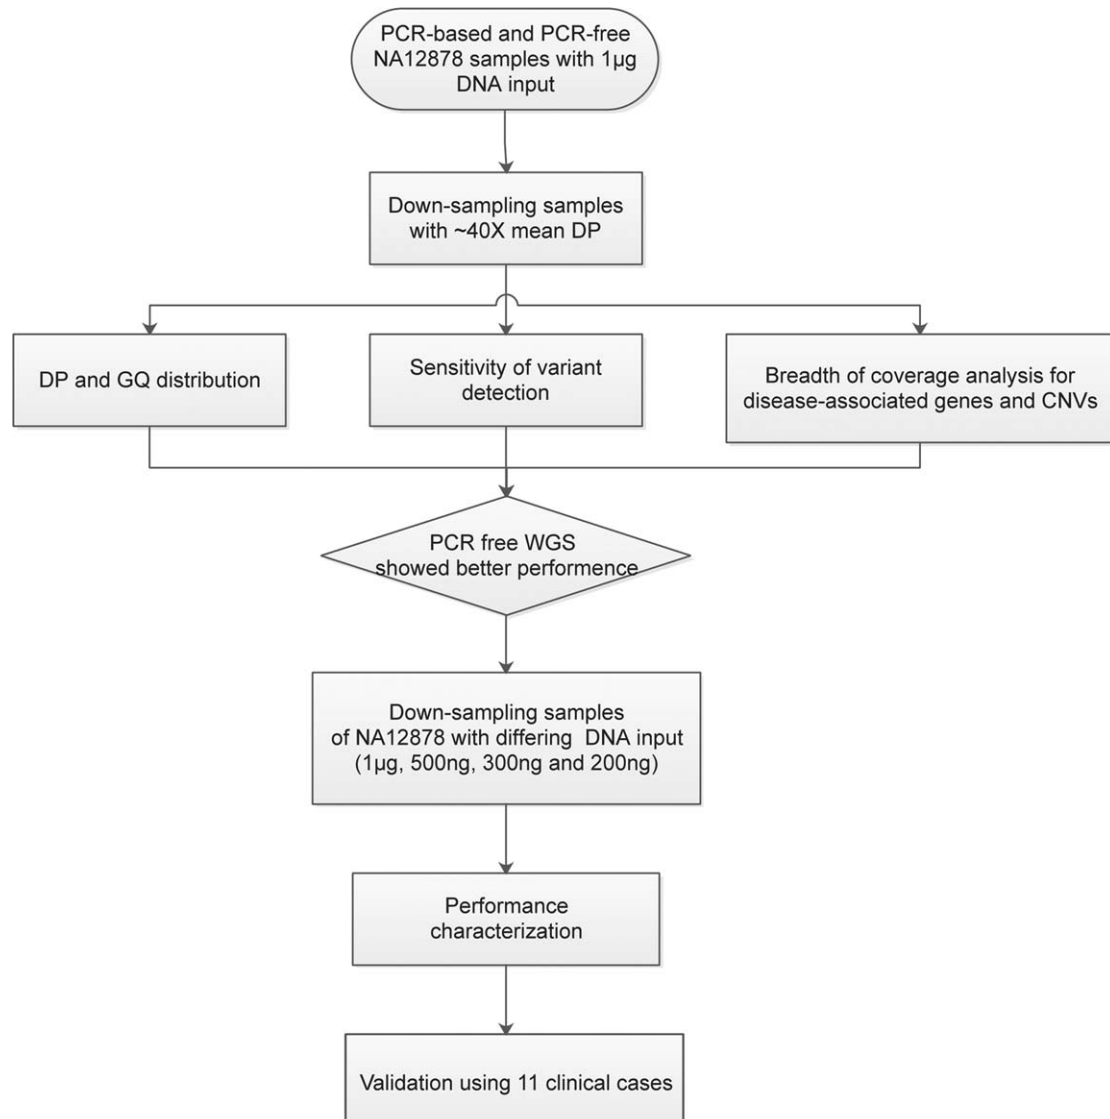 PCR-based and PCR-free
NA12878 samples with 1µg
DNA input
Down-sampling samples
with ~40X mean DP
DP and GQ distribution
Sensitivity of variant
detection
Breadth of coverage analysis for
disease-associated genes and CNVs
PCR free WGS
showed better performence
Down-sampling samples
of NA12878 with differing DNA input
(1µg, 500ng, 300ng and 200ng)
Performance
characterization
Validation using 11 clinical cases